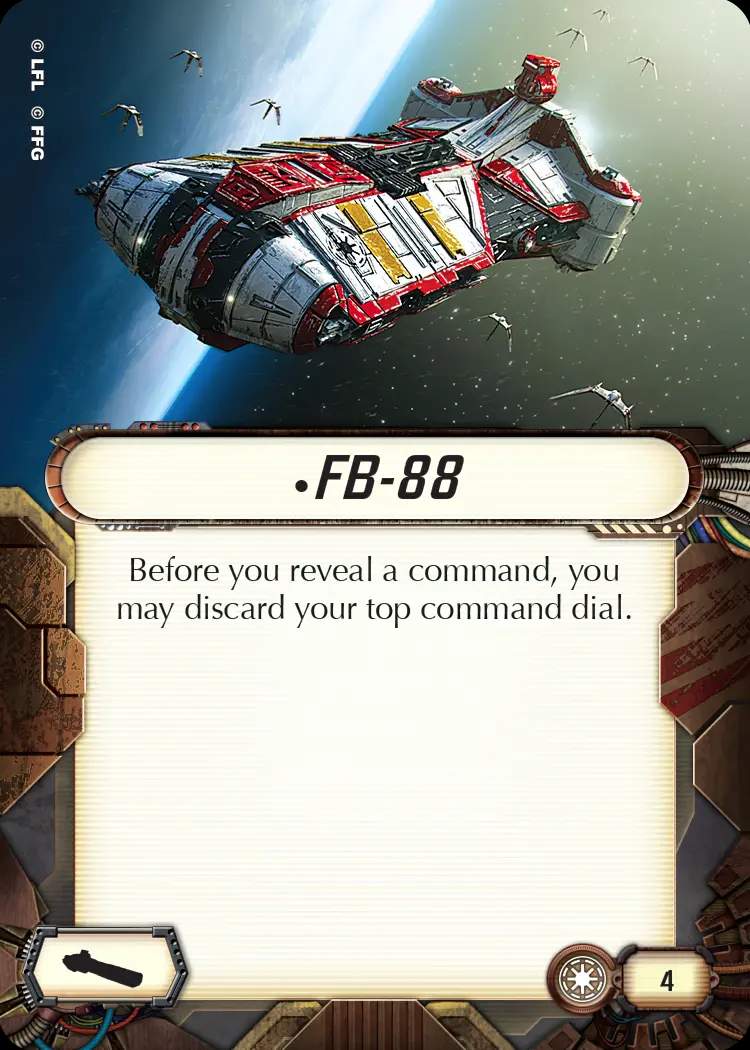 © LFL © FFG
•FB-88
Before you reveal a command, you
may discard your top command dial.
4